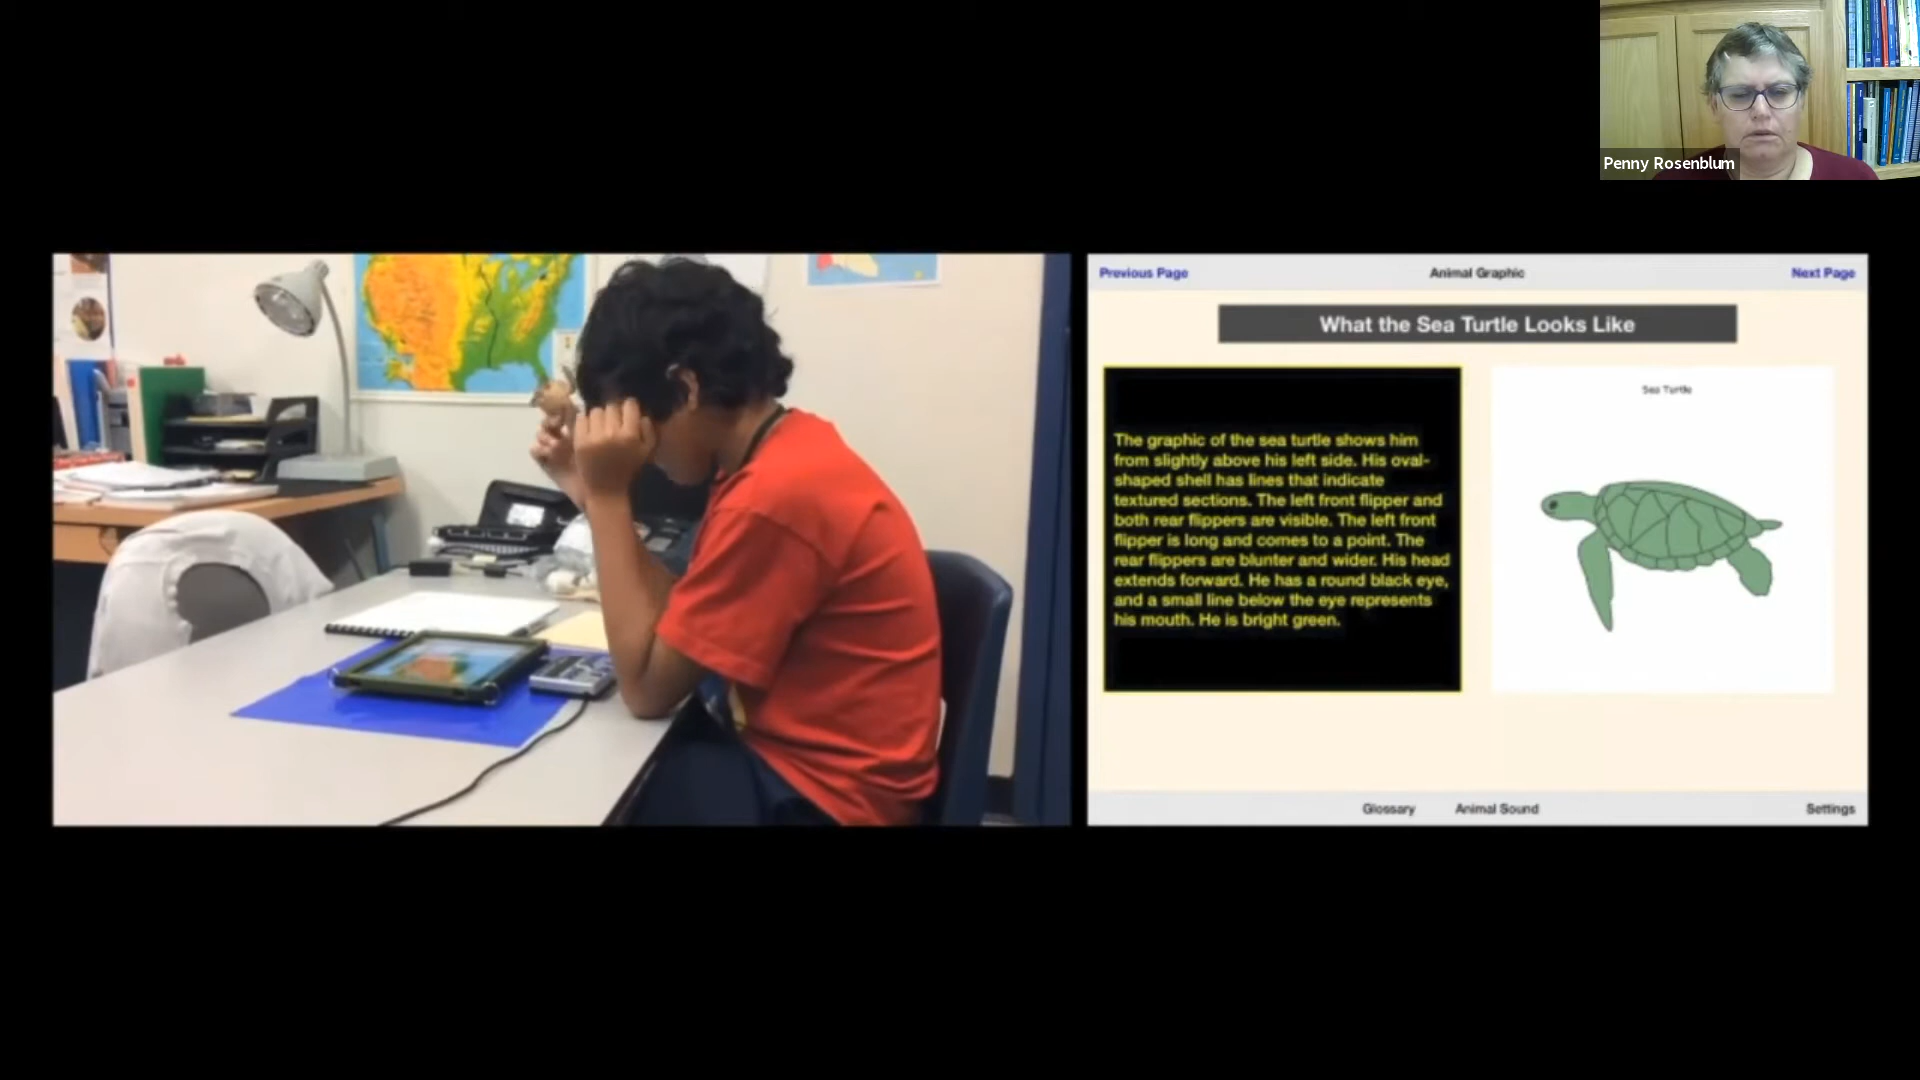 Penny Rosenblum
Previous Page
Animal Graphic
Next Page
What the Sea Turtle Looks Like
The graphic of the sea turtle shows him
from slightly above his left side. His oval-
shaped shell has lines that indicate
textured sections. The left front flipper and
both rear flippers are visible. The left front
flipper is long and comes to a point. The
rear flippers are blunter and wider. His head
extends forward. He has a round black eye,
and a small line below the eye represents
his mouth. He is bright green.
Sea Turtle
Glossary
Animal Sound
Settings